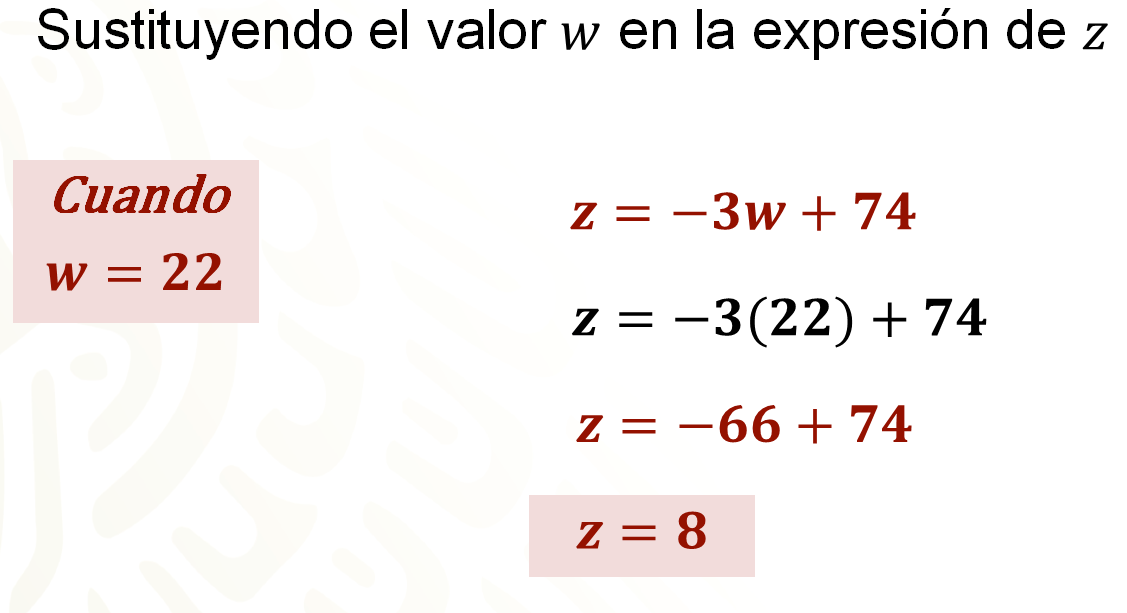 Sustituyendo el valor w en la expresión de z
Cuando
w = 22
z = −3w + 74
z = −3(22) + 74
z = −66 + 74
z = 8